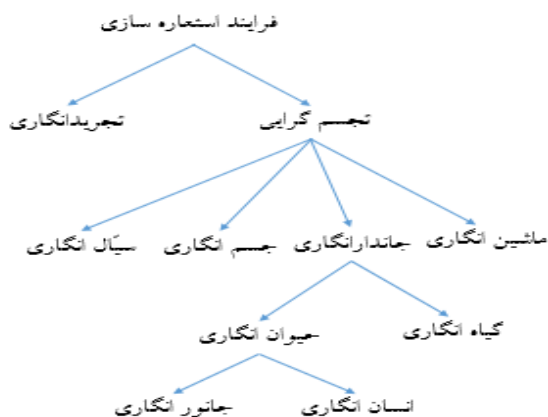 فرایند استعاره سازی
تجسم گرایی
تجریدانگاری
ماشین انگاری
جاندارانگاری
جسم انگاری
سیّال انگاری
گیاه انگاری
حیوان انگاری
انسان انگاری
جانور انگاری